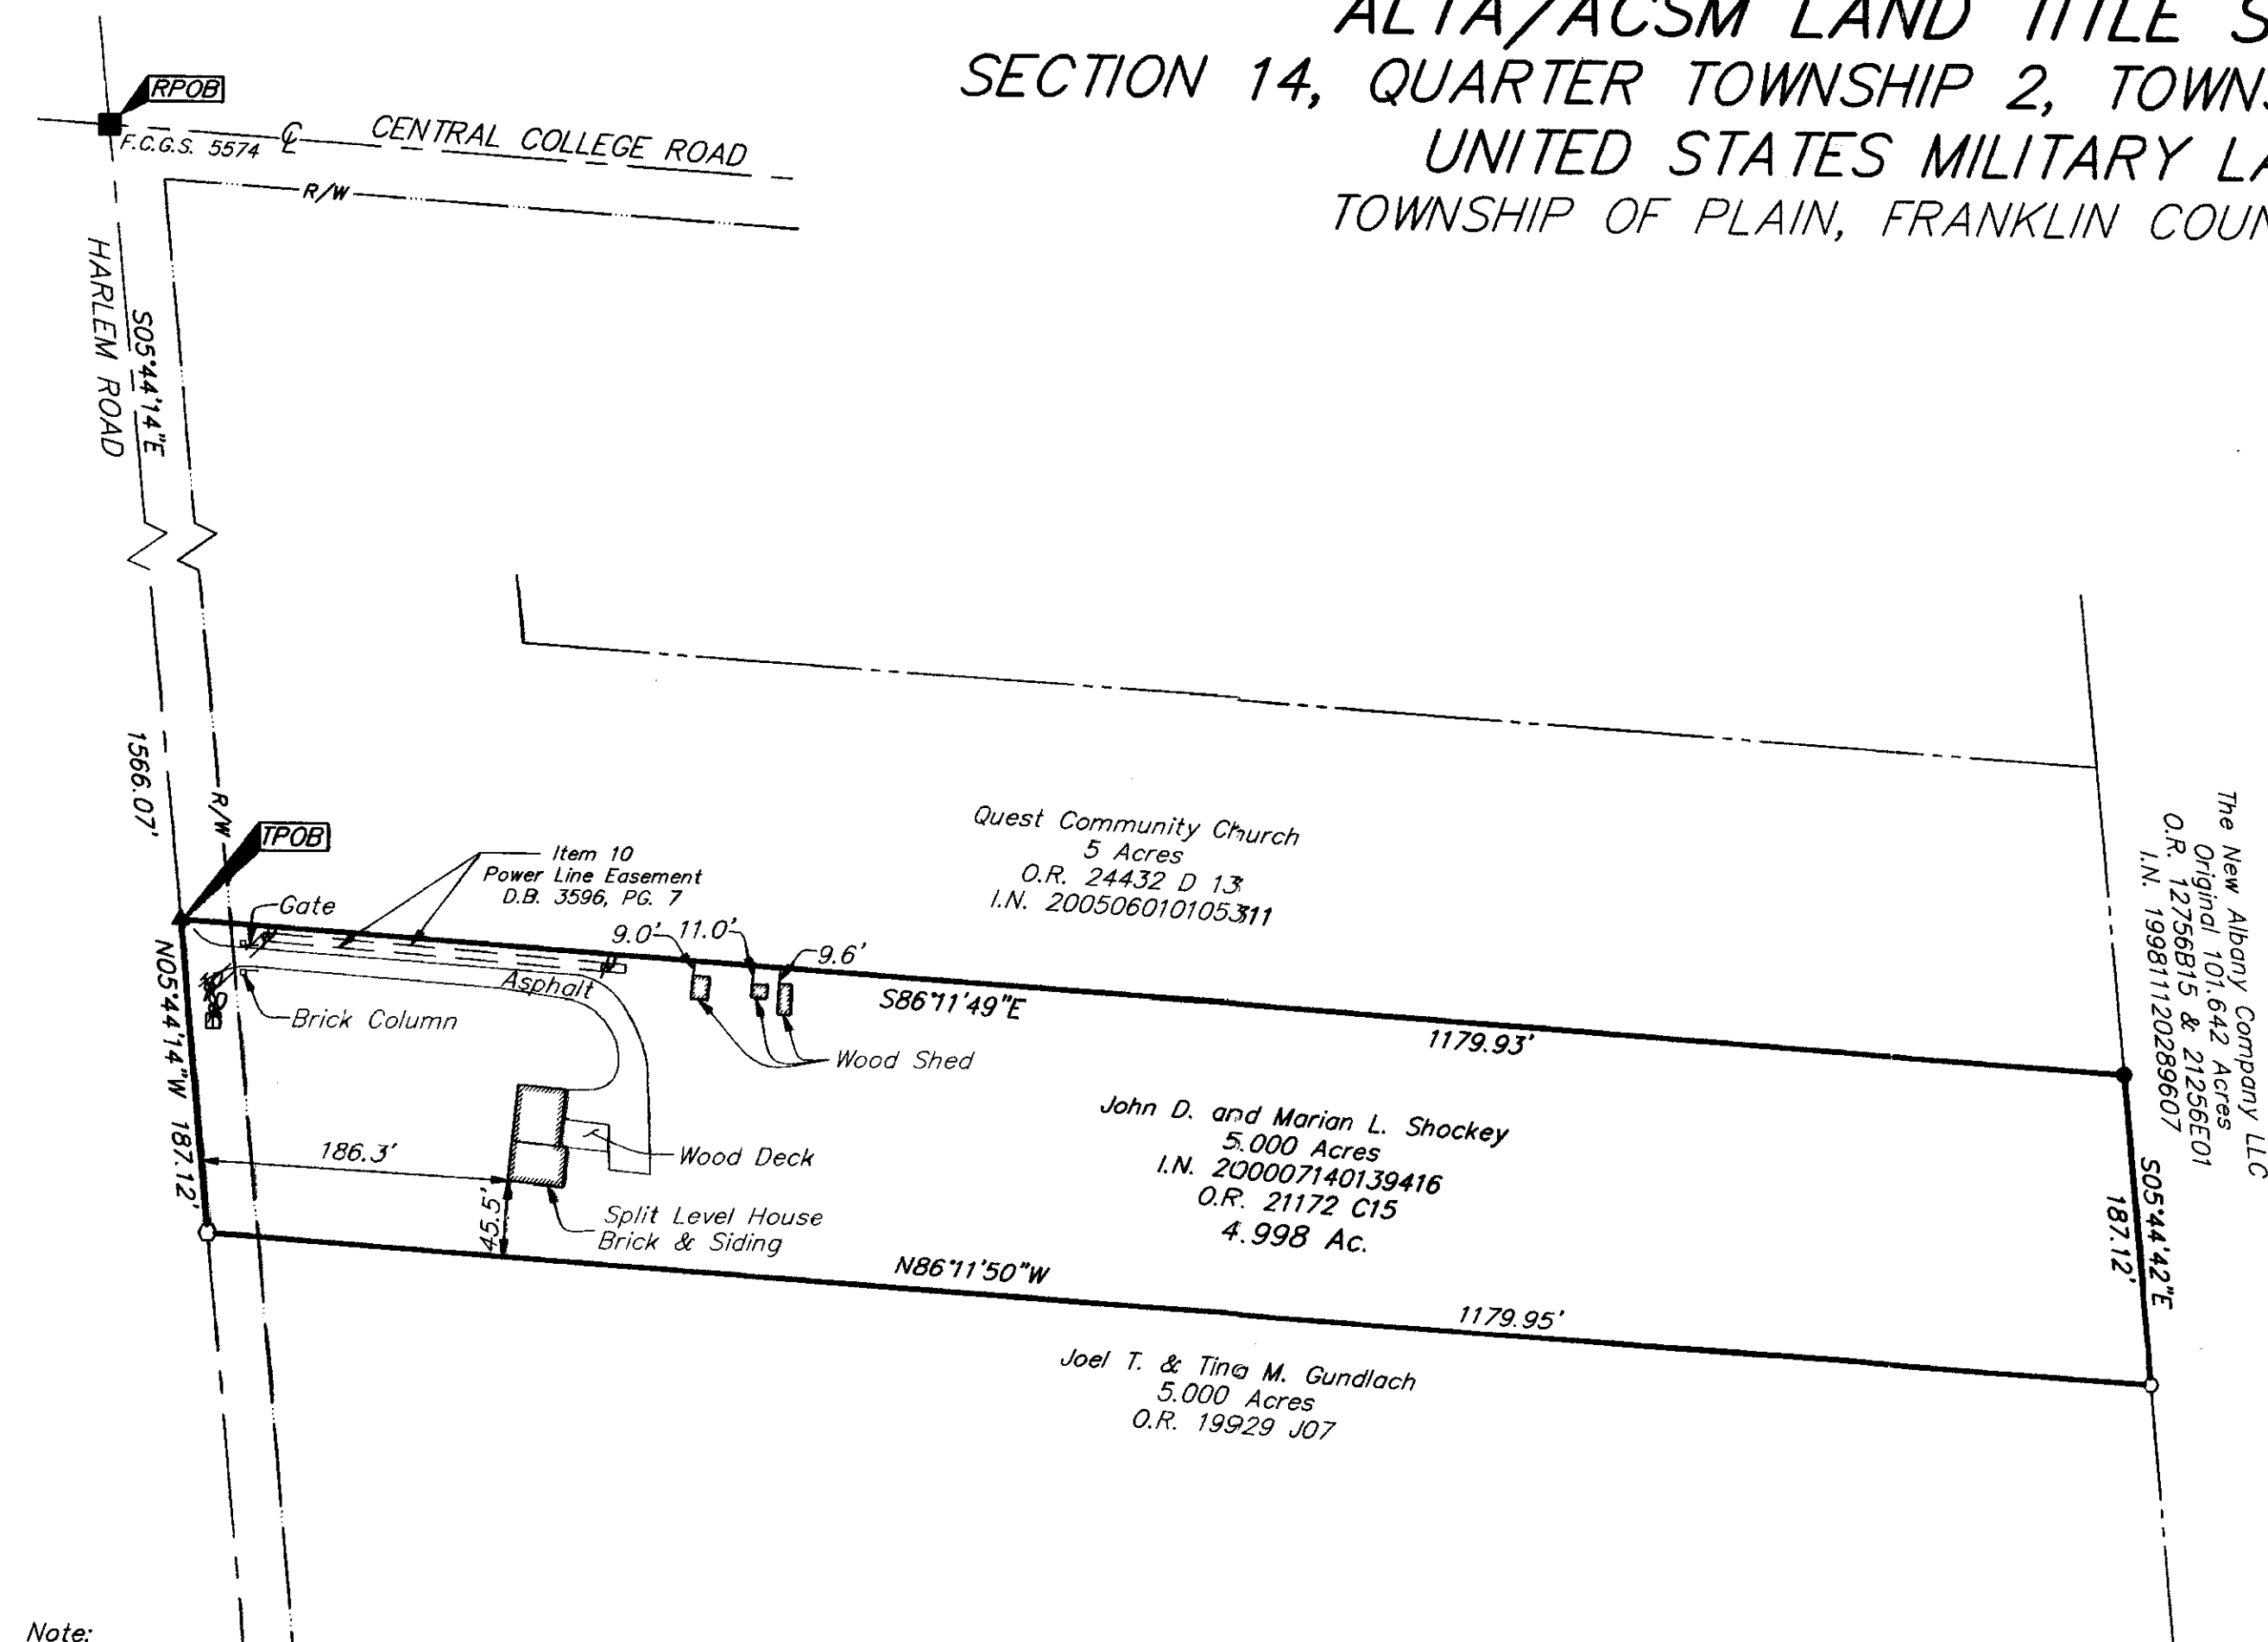 ALTA/ACSM LAND TITLE S
SECTION 14, QUARTER TOWNSHIP 2, TOWNS
UNITED STATES MILITARY LA
TOWNSHIP OF PLAIN, FRANKLIN COUN
RPOB
F.C.G.S. 5574
℄
CENTRAL COLLEGE ROAD
R/W
HARLEM ROAD
S05°44'14"E
1566.07'
R/W
TPOB
Item 10
Power Line Easement
D.B. 3596, PG. 7
Gate
9.0'
11.0'
9.6'
Asphalt
Brick Column
Wood Shed
S86°11'49"E
1179.93'
Quest Community Church
5 Acres
O.R. 24432 D 13
I.N. 200506010105311
The New Albany Company LLC
Original 101.642 Acres
O.R. 12756B15 & 21256E01
I.N. 199811120289607
N05°44'14"W 187.12'
186.3'
45.5'
Wood Deck
Split Level House
Brick & Siding
John D. and Marian L. Shockey
5.000 Acres
I.N. 200007140139416
O.R. 21172 C15
4.998 Ac.
S05°44'42"E
187.12'
N86°11'50"W
1179.95'
Joel T. & Tina M. Gundlach
5.000 Acres
O.R. 19929 J07
Note: